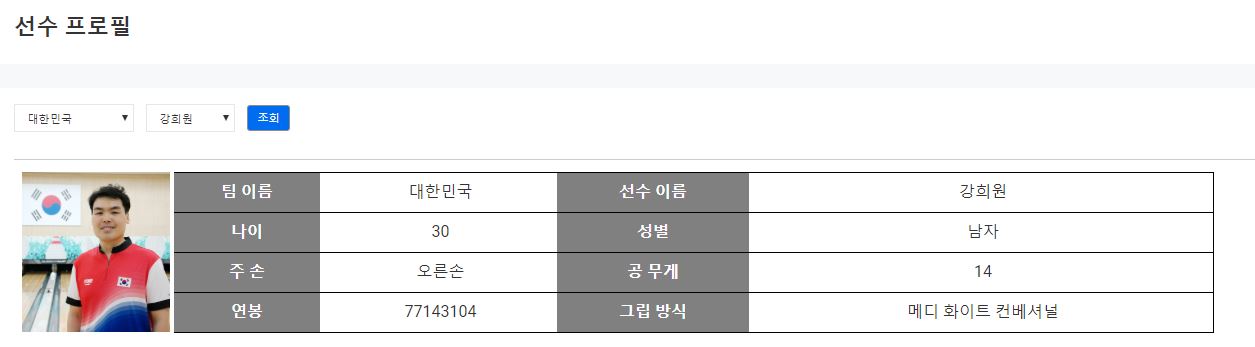 선수 프로필
대한민국 강희원 조회
팀 이름 대한민국 선수 이름 강희원
나이 30 성별 남자
주 손 오른손 공 무게 14
연봉 77143104 그립 방식 메디 화이트 컨베셔널